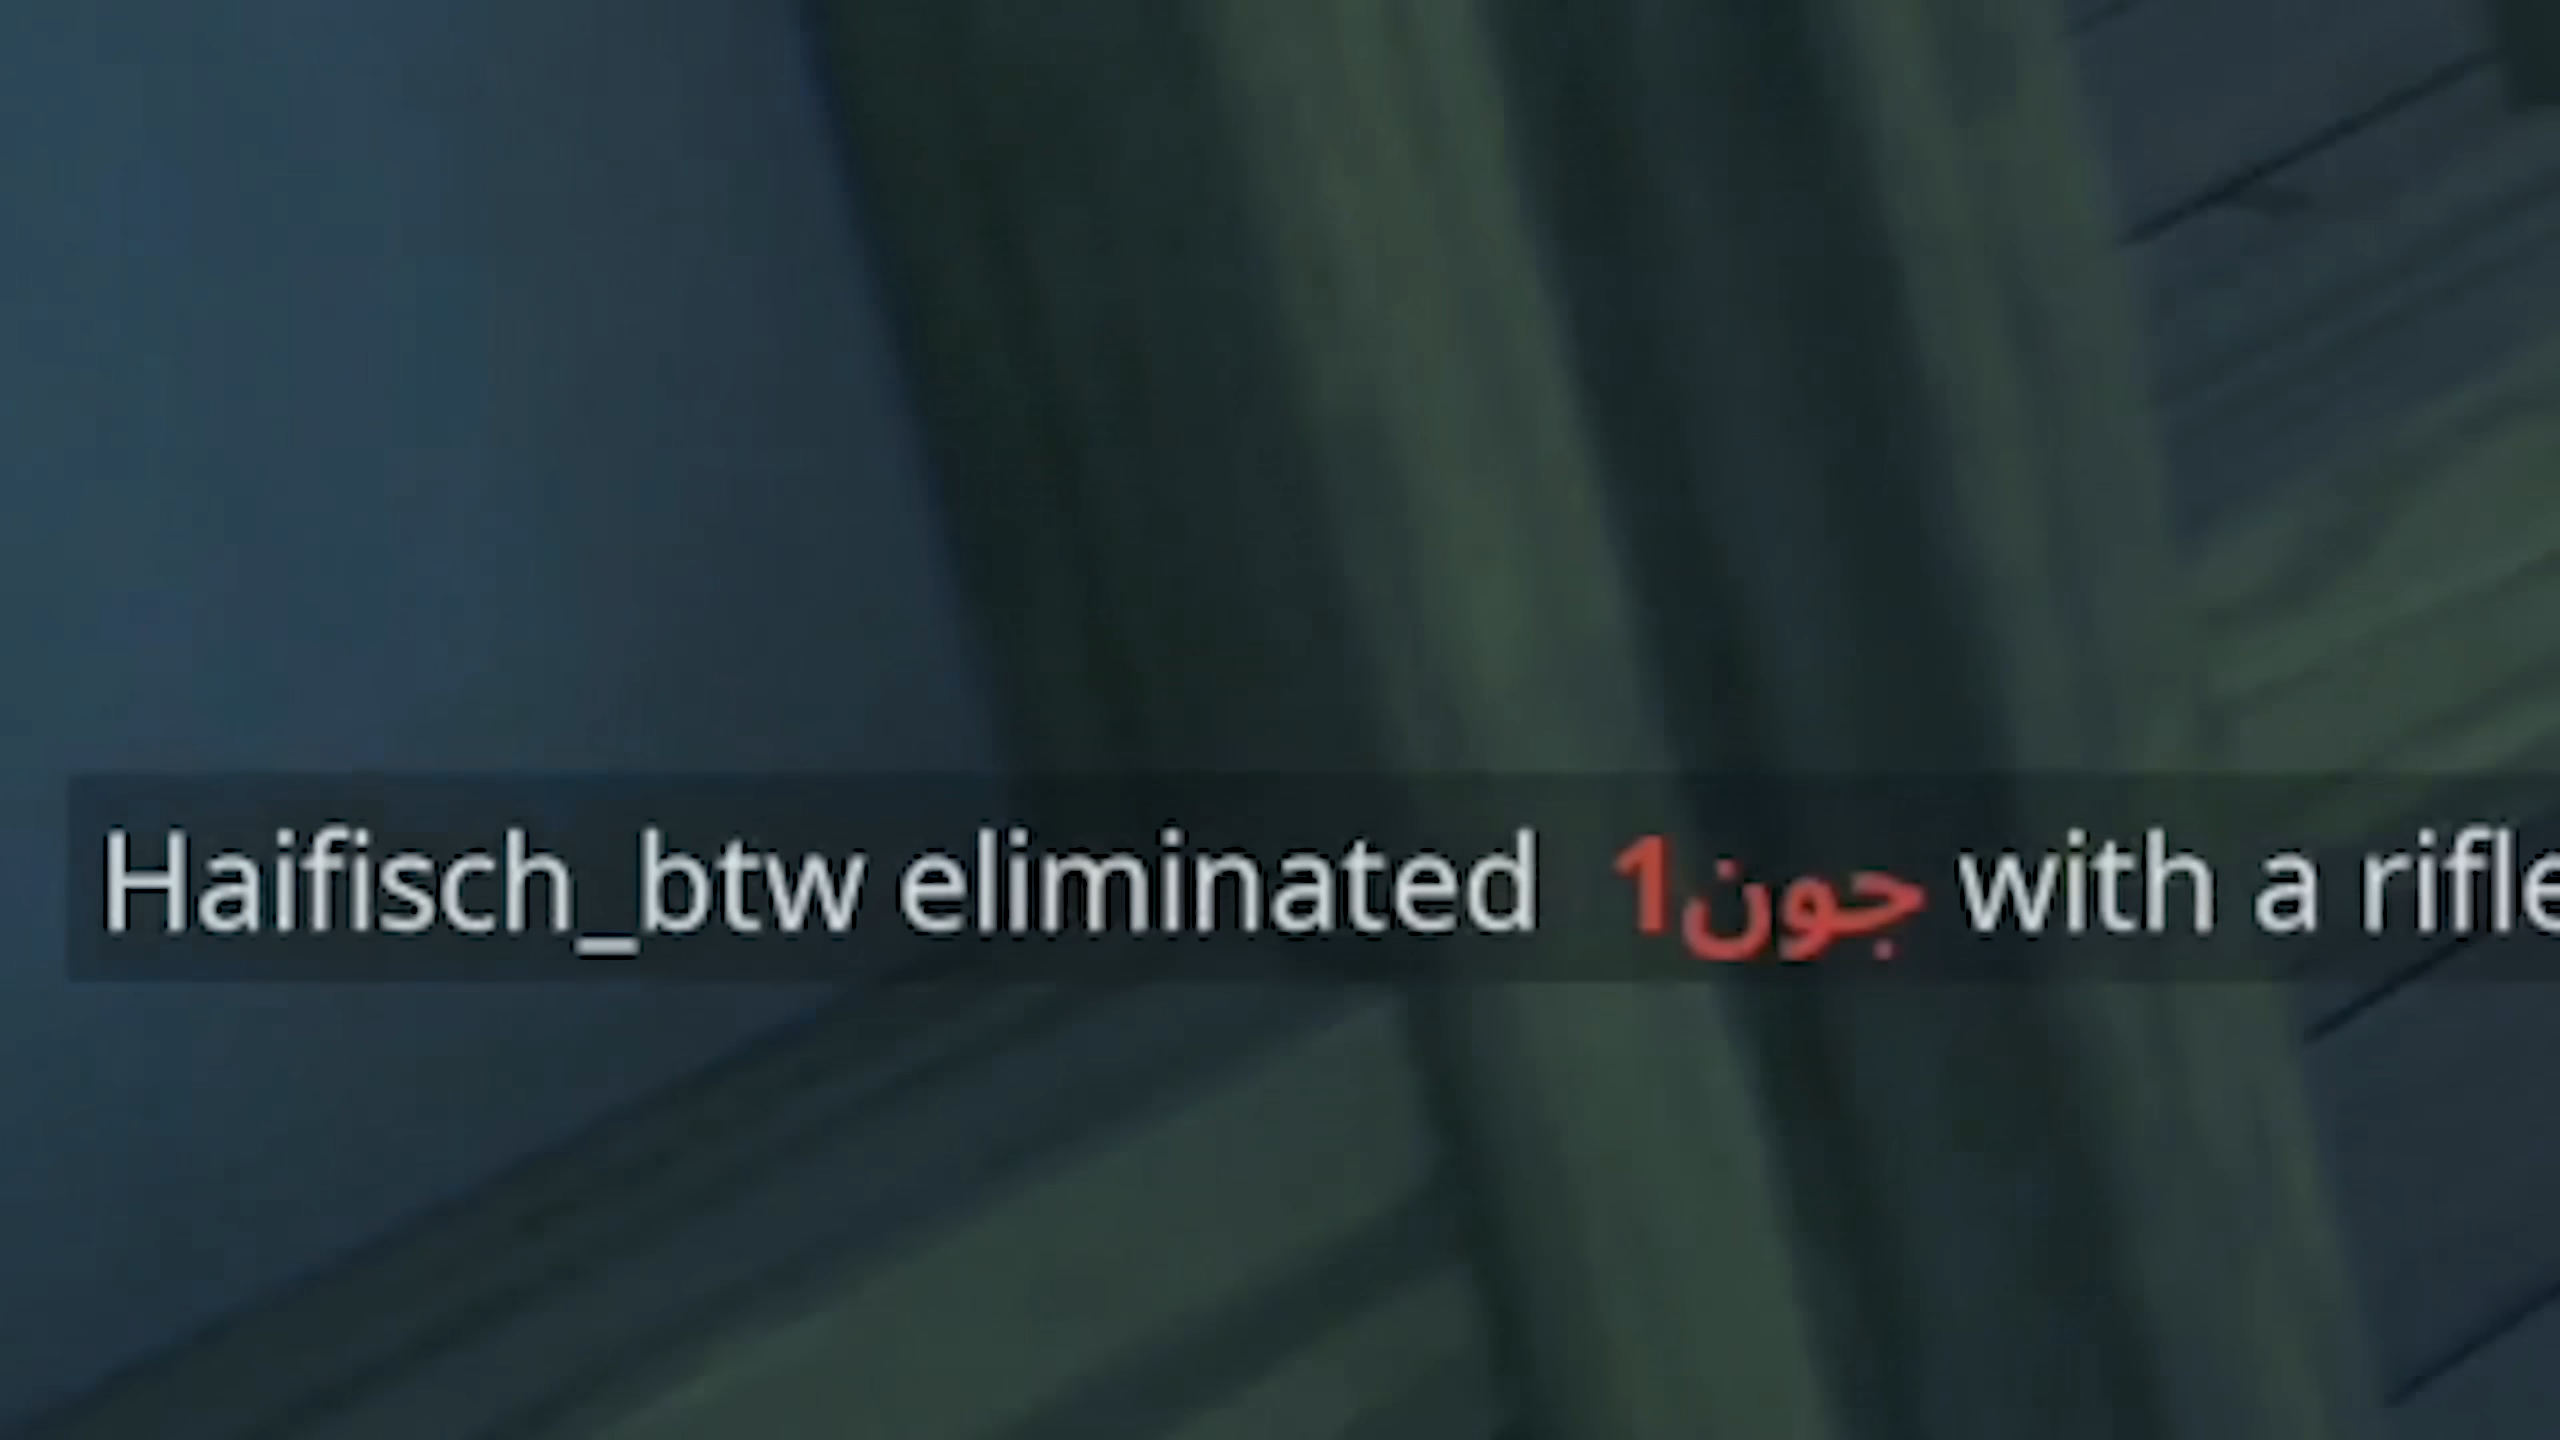 Haifisch_btw eliminated جون1 with a rifle